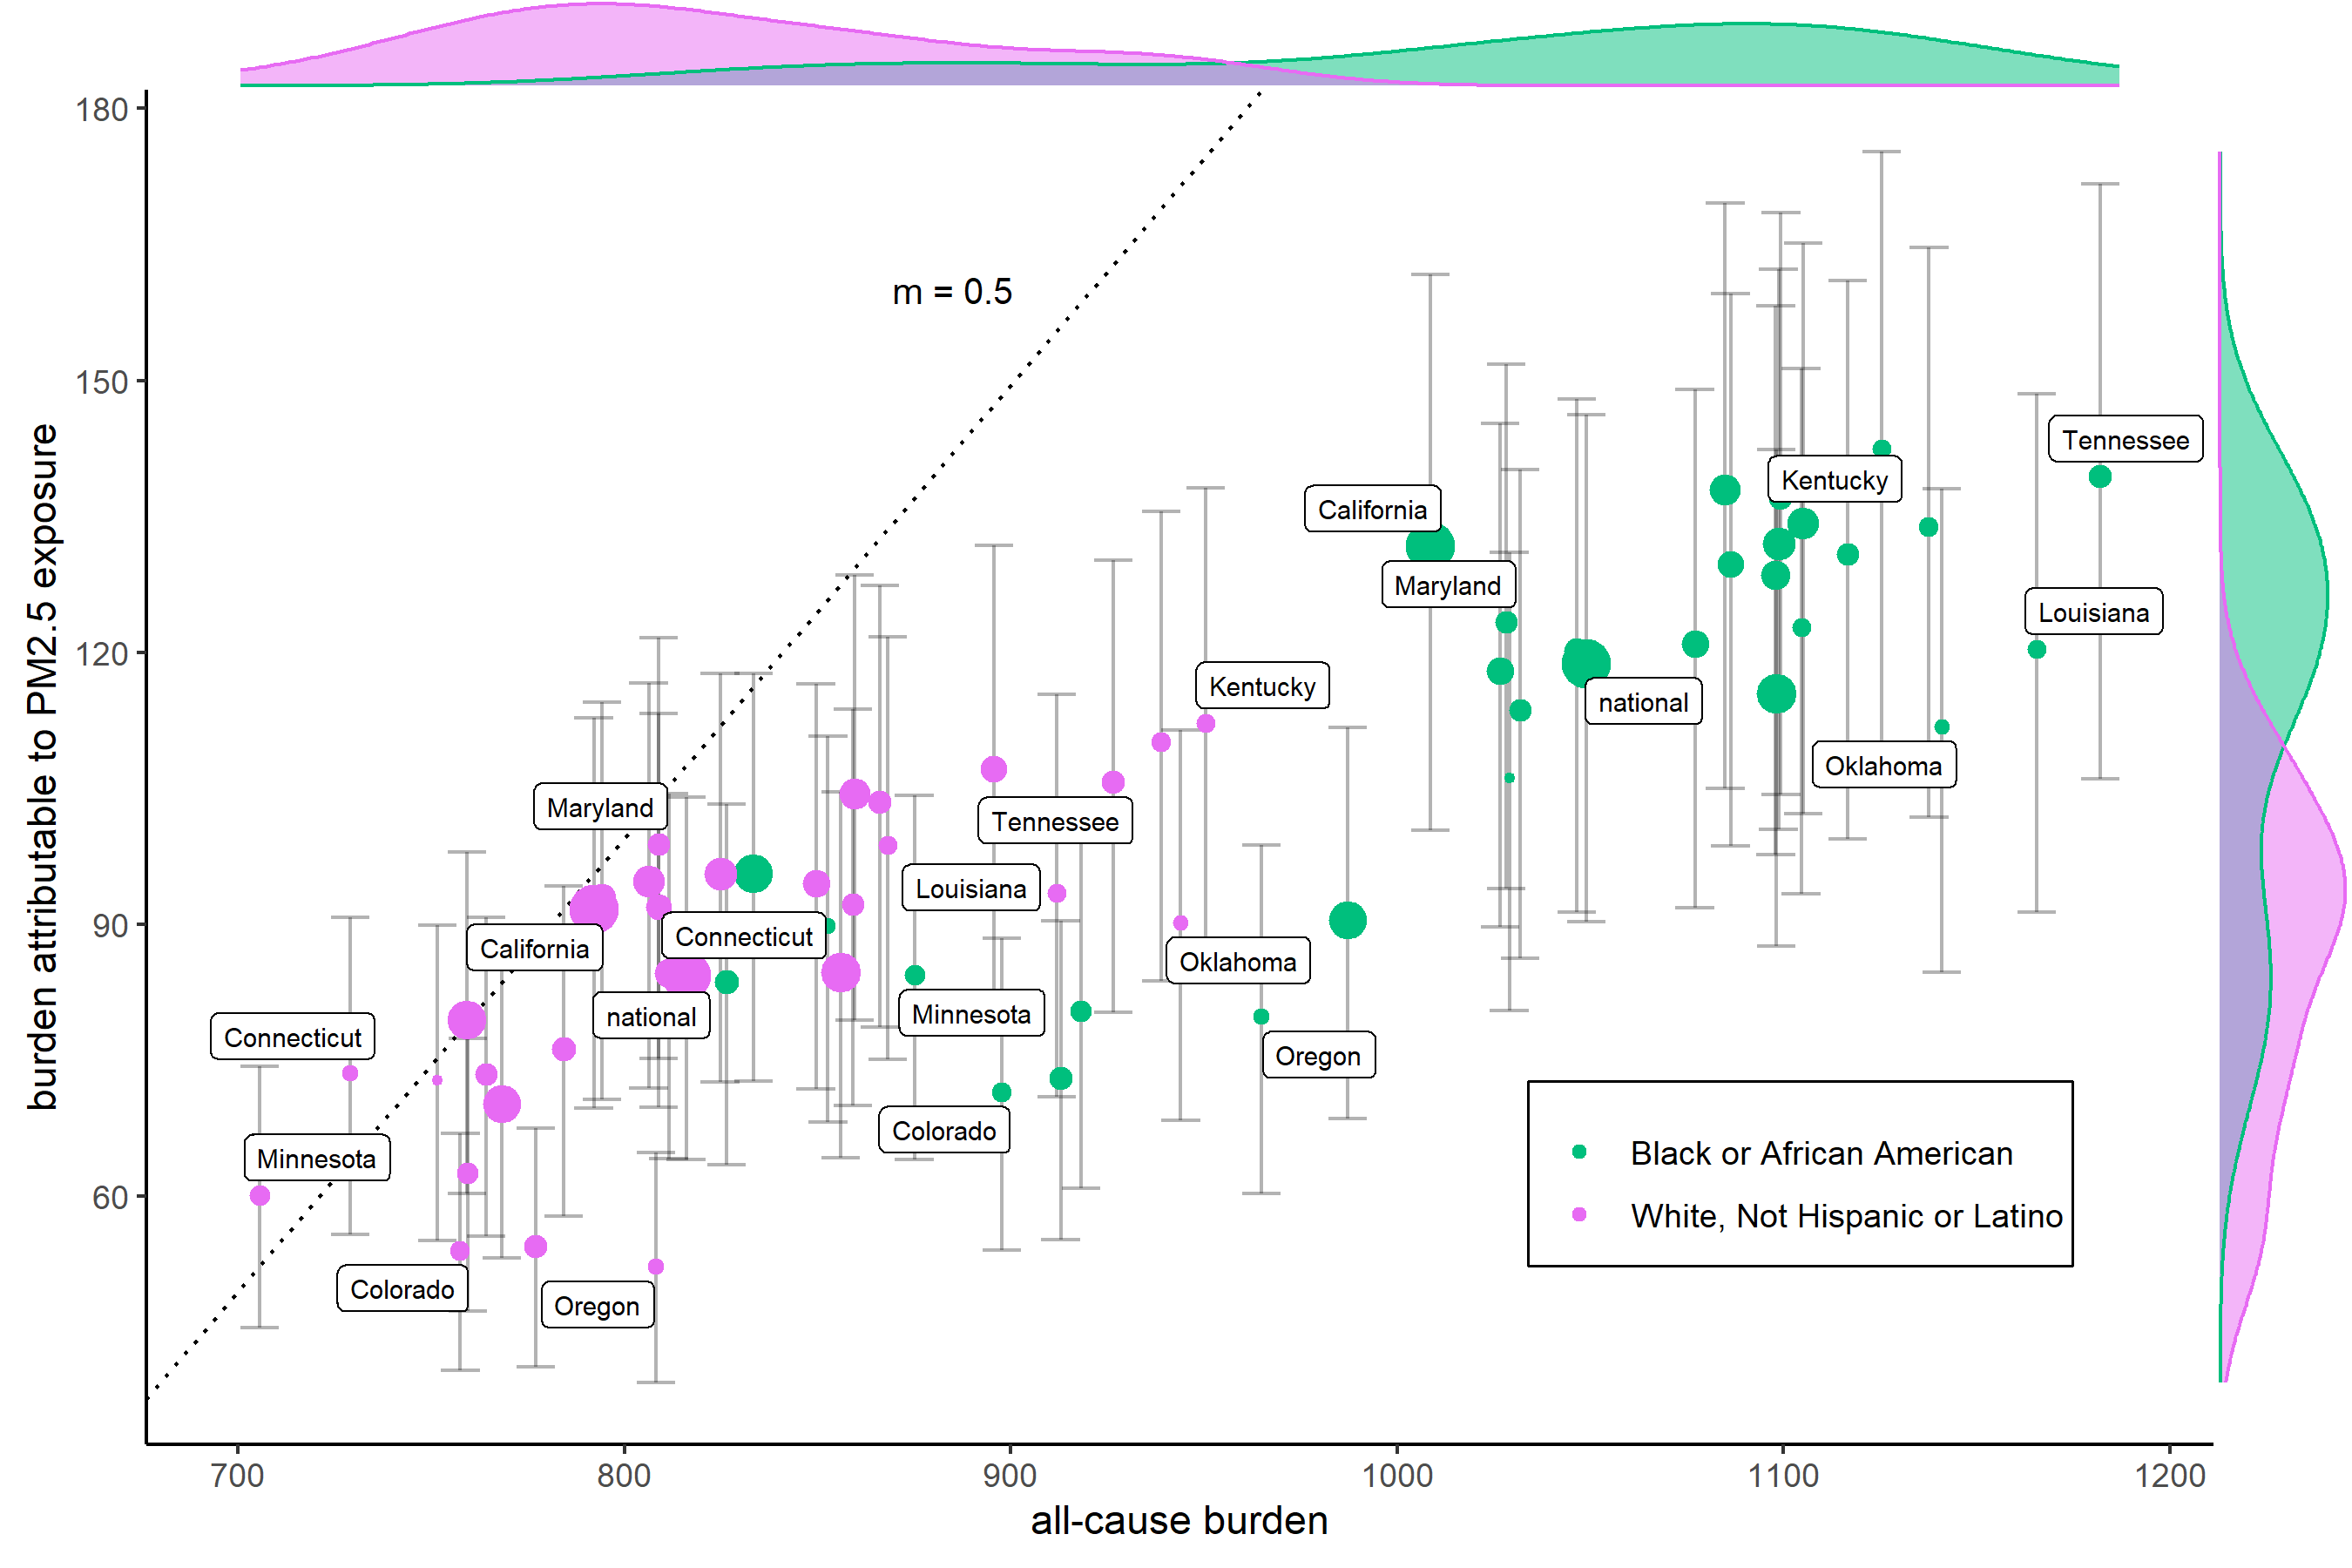 180
m = 0.5
150
Tennessee
Kentucky
California
Maryland
Louisiana
120
Kentucky
national
Oklahoma
Maryland
Tennessee
Louisiana
90
Connecticut
California
Oklahoma
national
Minnesota
Connecticut
Oregon
Colorado
Minnesota
60
Colorado
Oregon
Black or African American
White, Not Hispanic or Latino
burden attributable to PM2.5 exposure
700 800 900 1000 1100 1200
all-cause burden